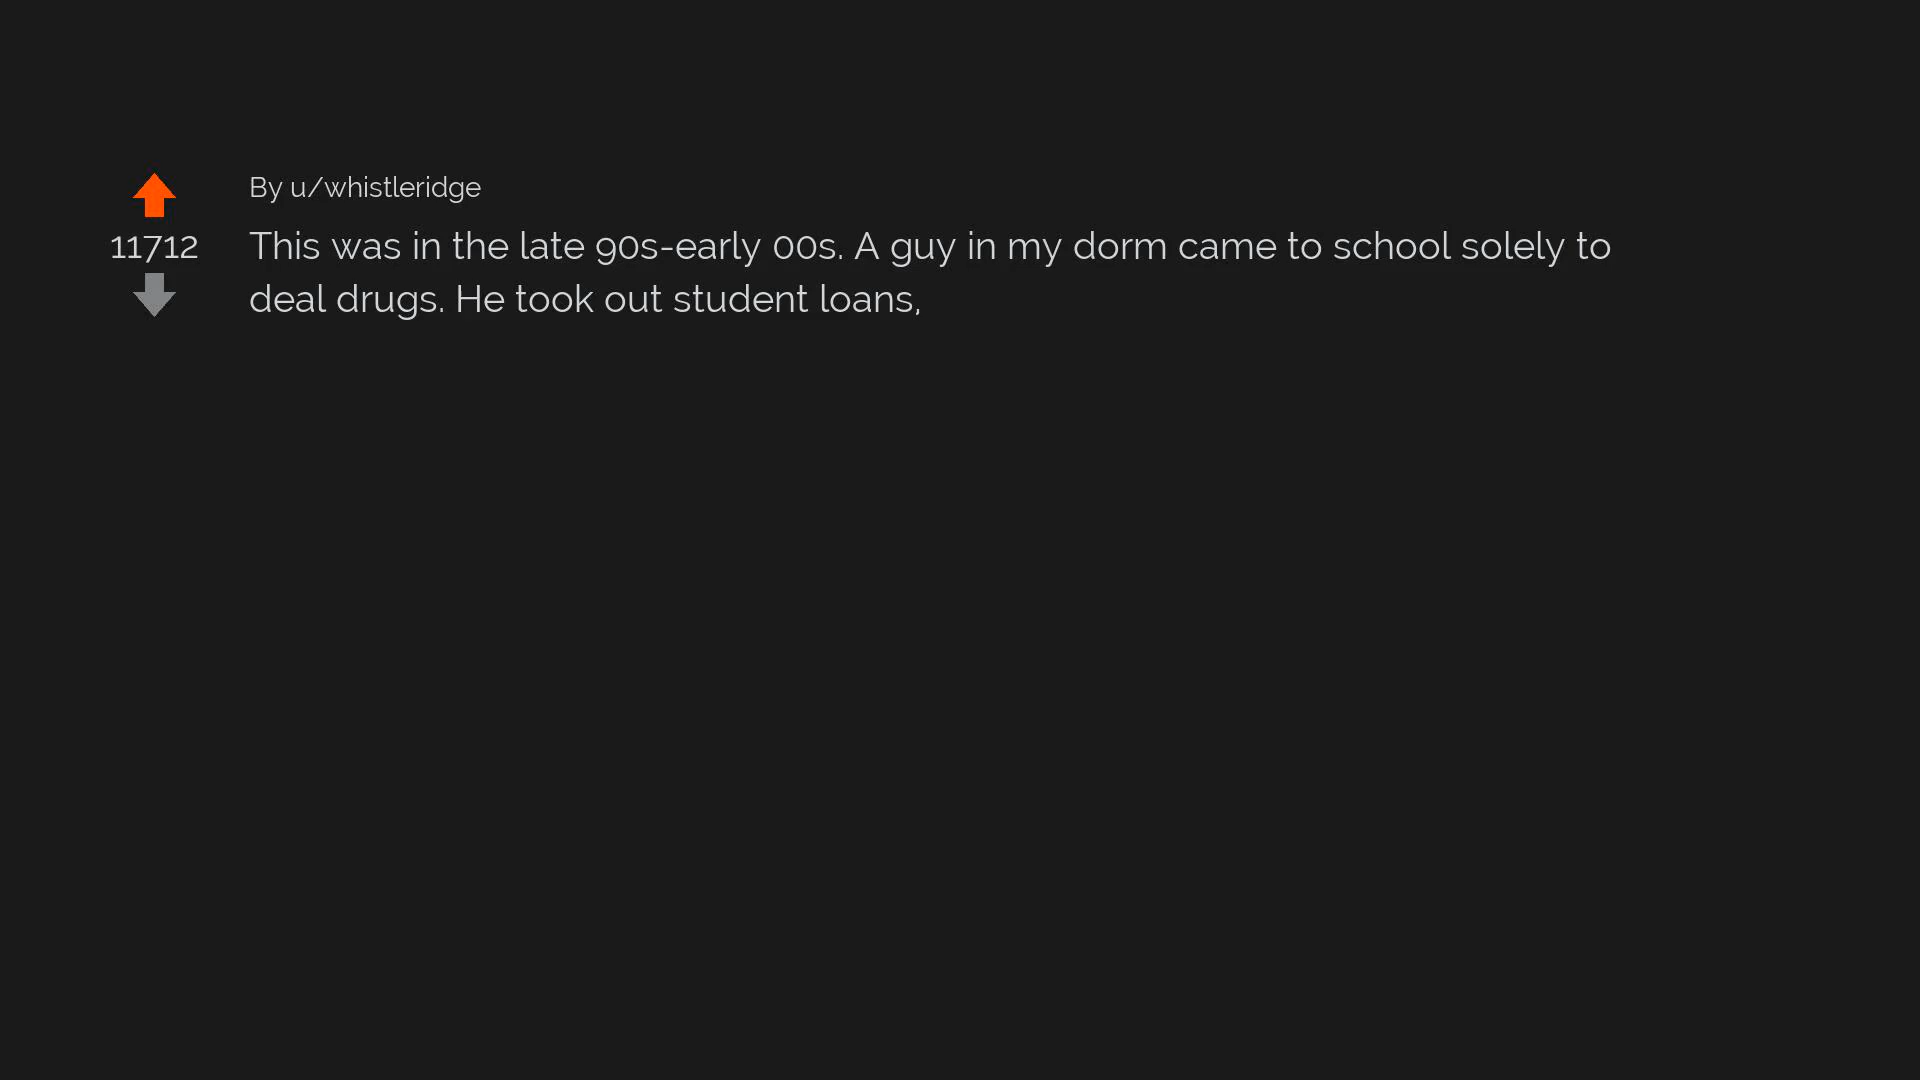 By u/whistleridge
11712
This was in the late 90s-early 00s. A guy in my dorm came to school solely to
deal drugs. He took out student loans,